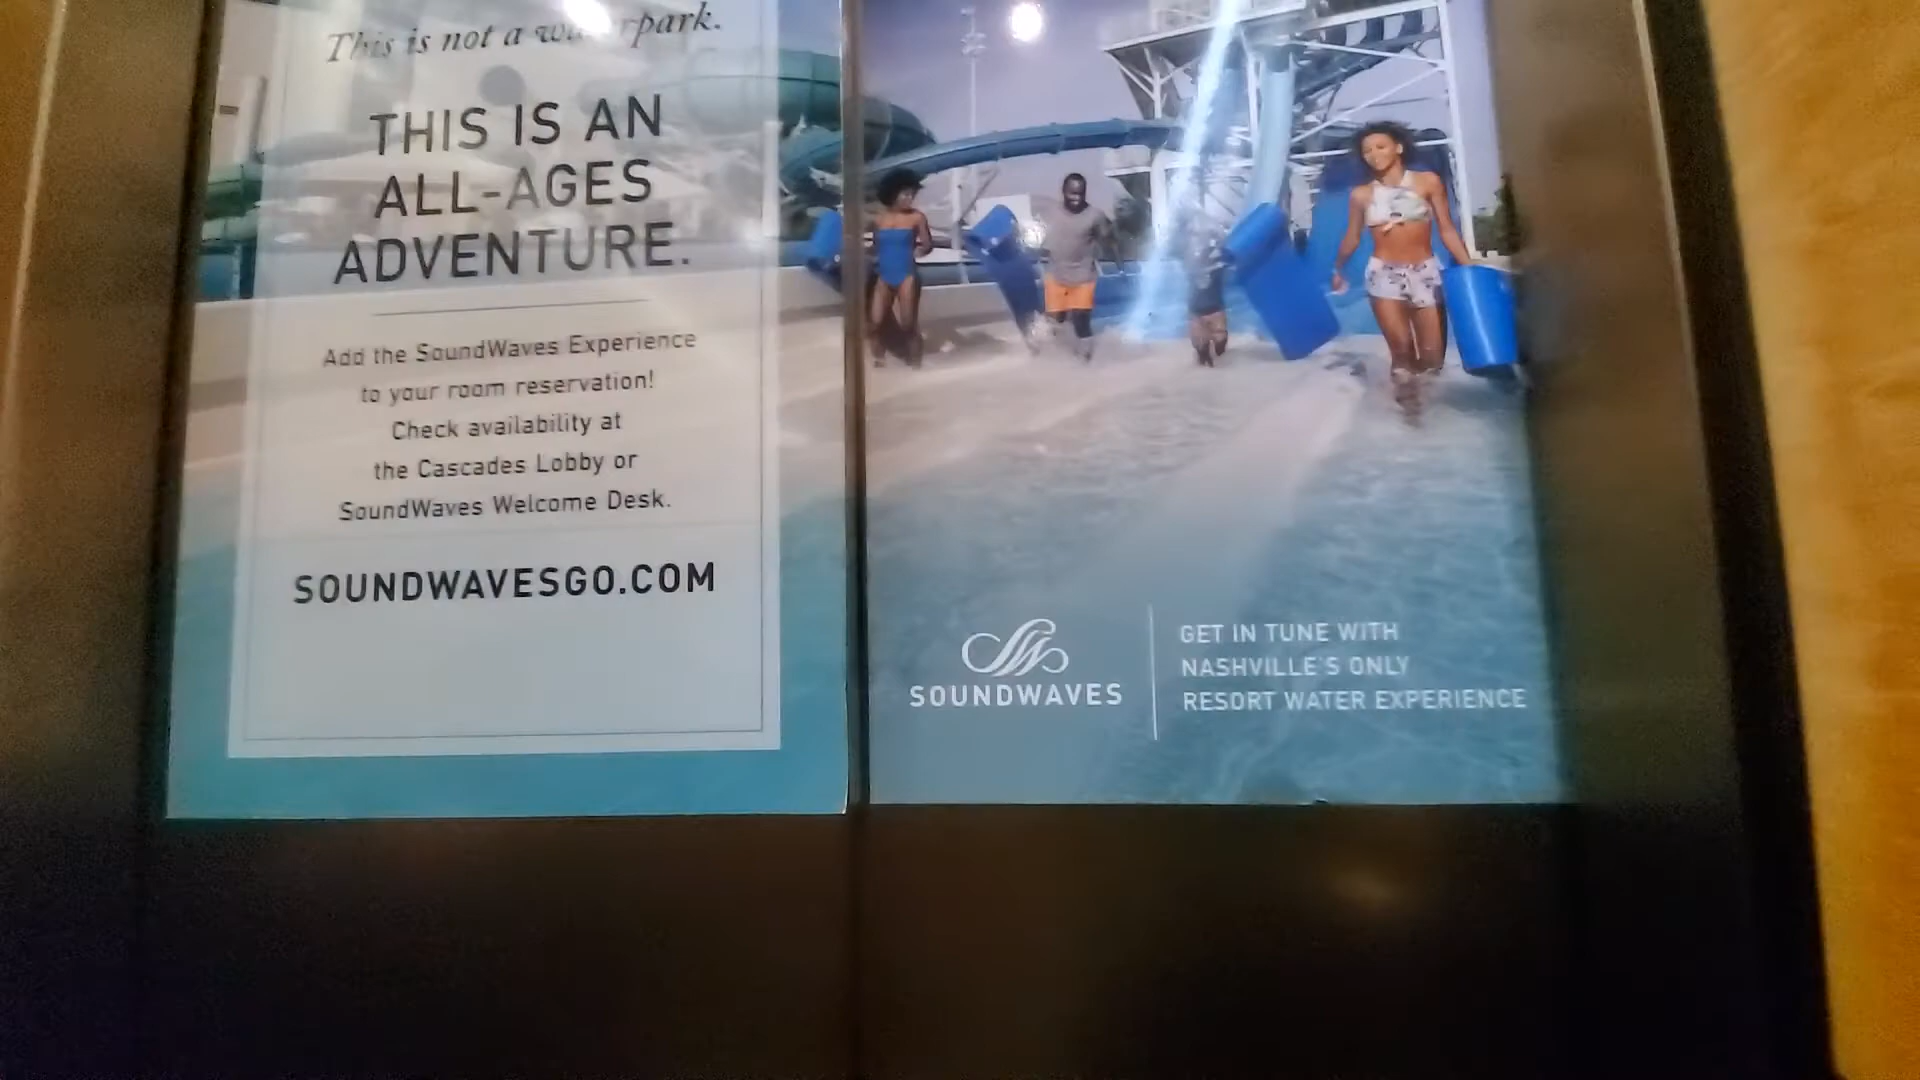 This is not a waterpark.
THIS IS AN
ALL-AGES
ADVENTURE.
Add the SoundWaves Experience
to your room reservation!
Check availability at
the Cascades Lobby or
SoundWaves Welcome Desk.
SOUNDWAVESGO.COM
SOUNDWAVES
GET IN TUNE WITH
NASHVILLE'S ONLY
RESORT WATER EXPERIENCE